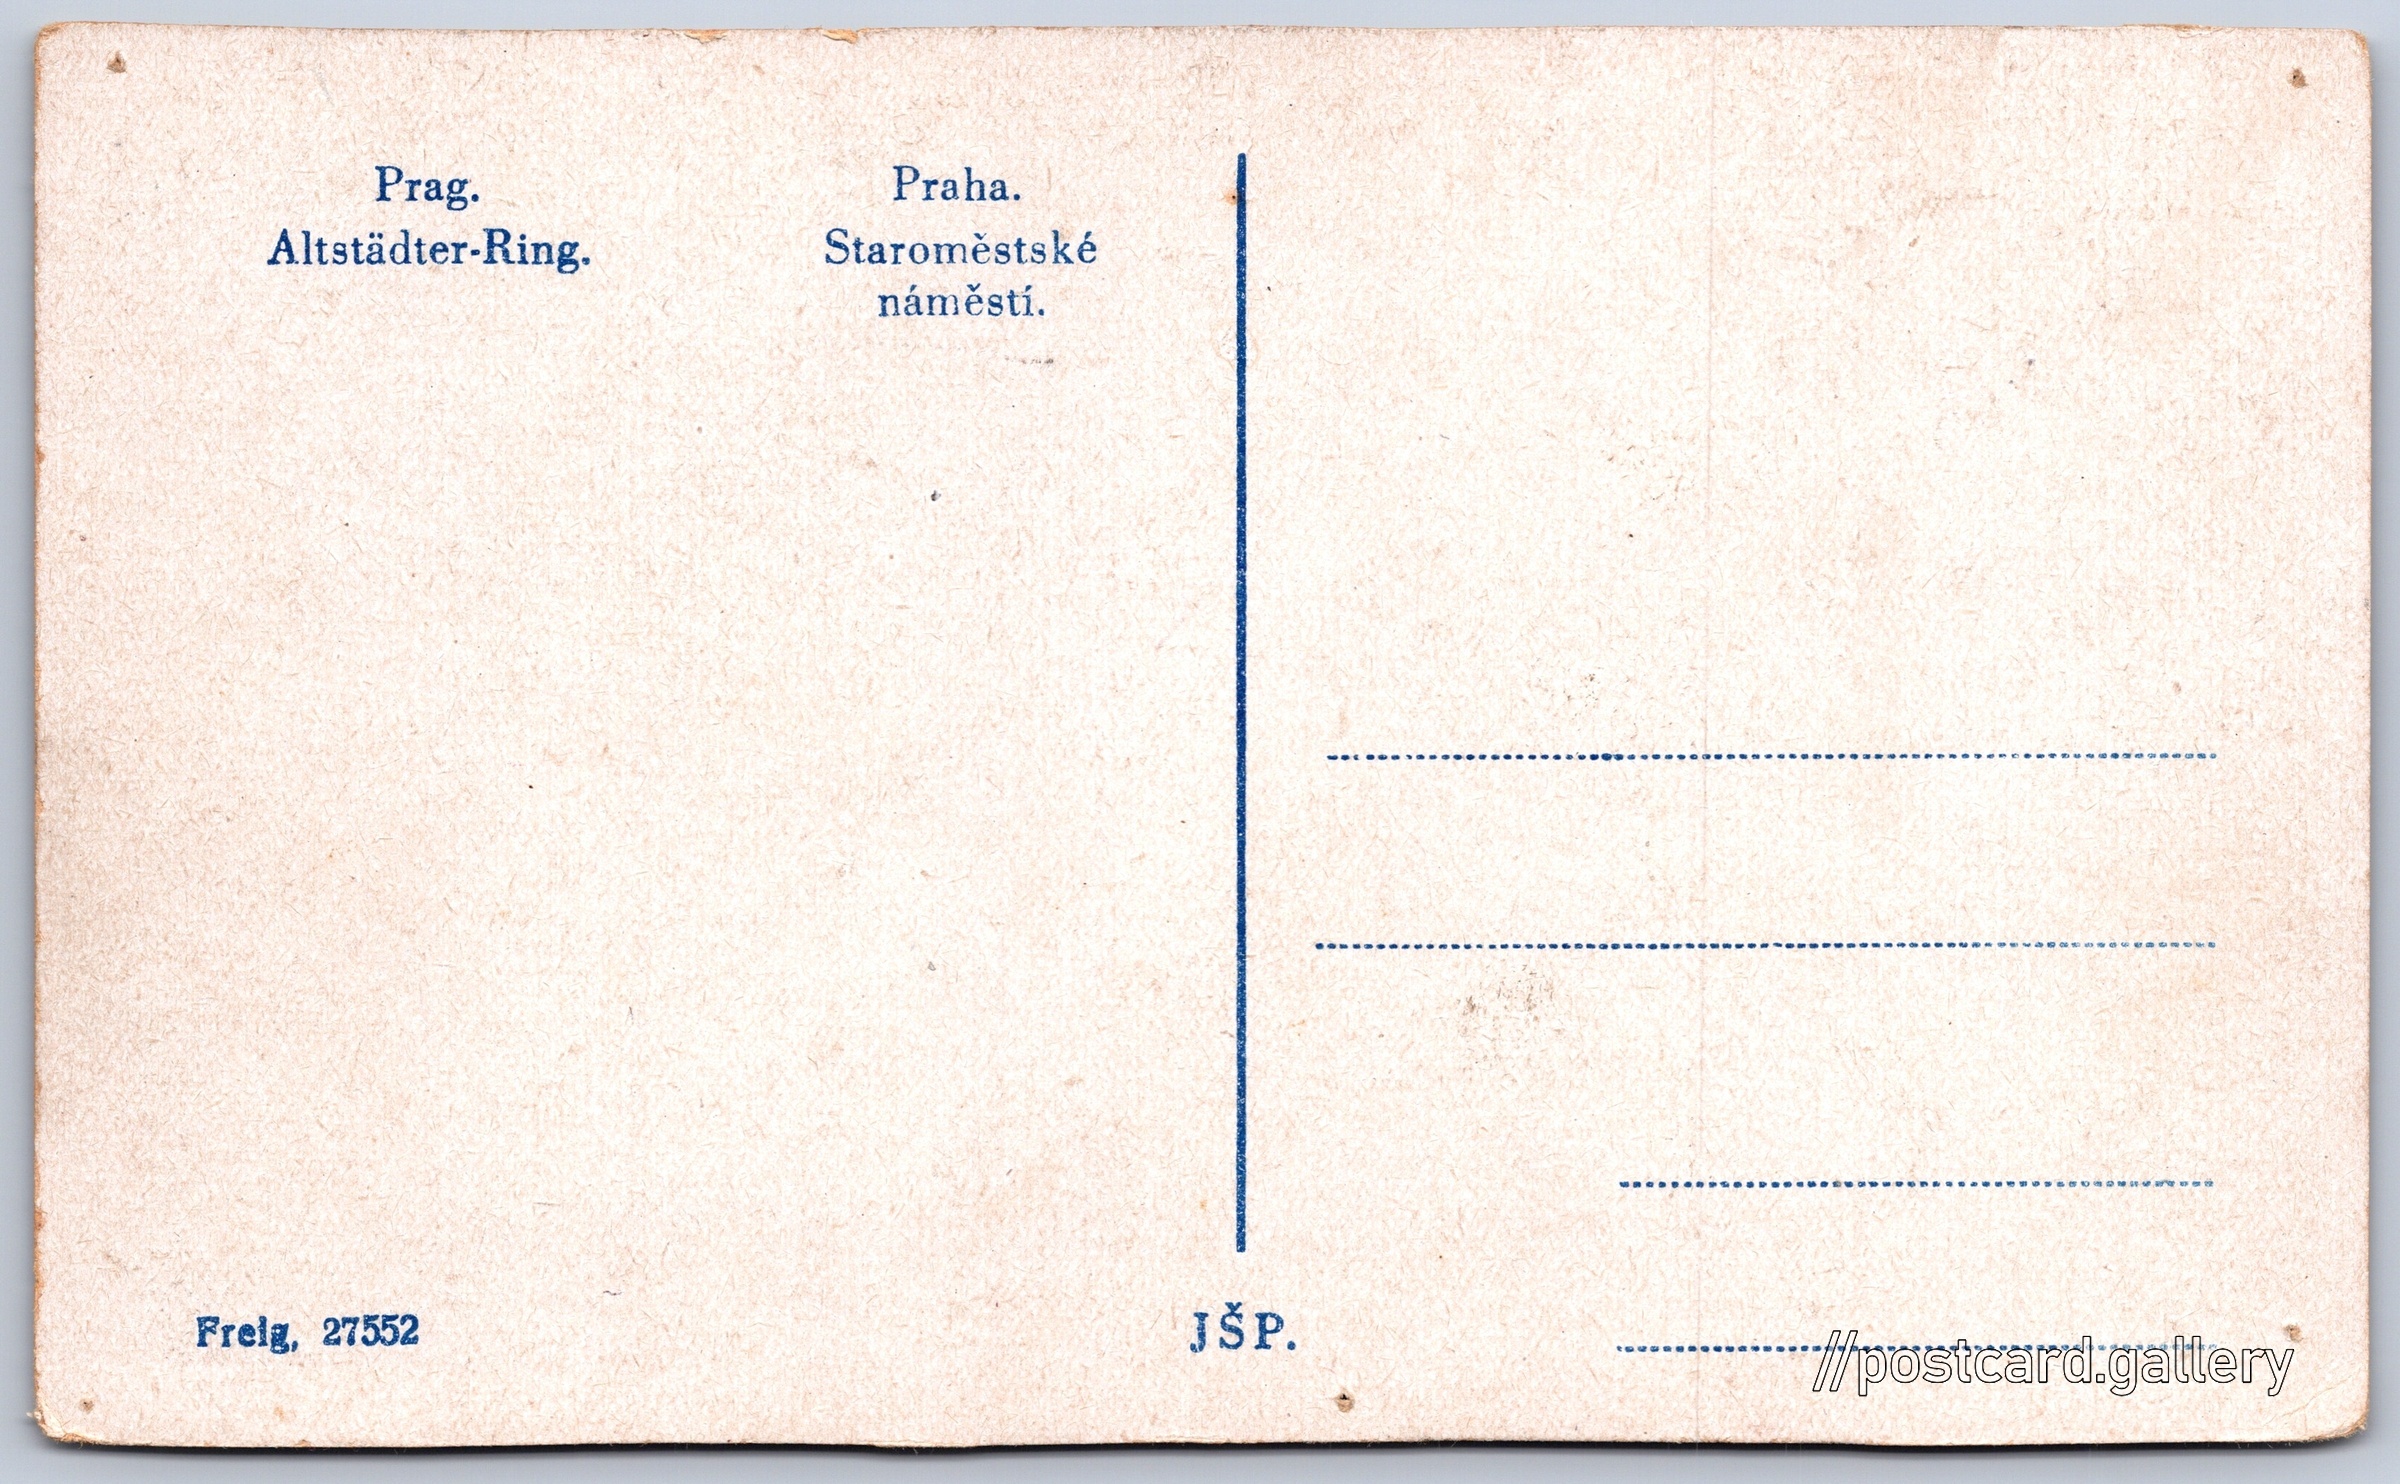 Prag.
Altstädter-Ring.
Praha.
Staroměstské
náměstí.
Freig, 27552
JŠP.
//postcard.gallery